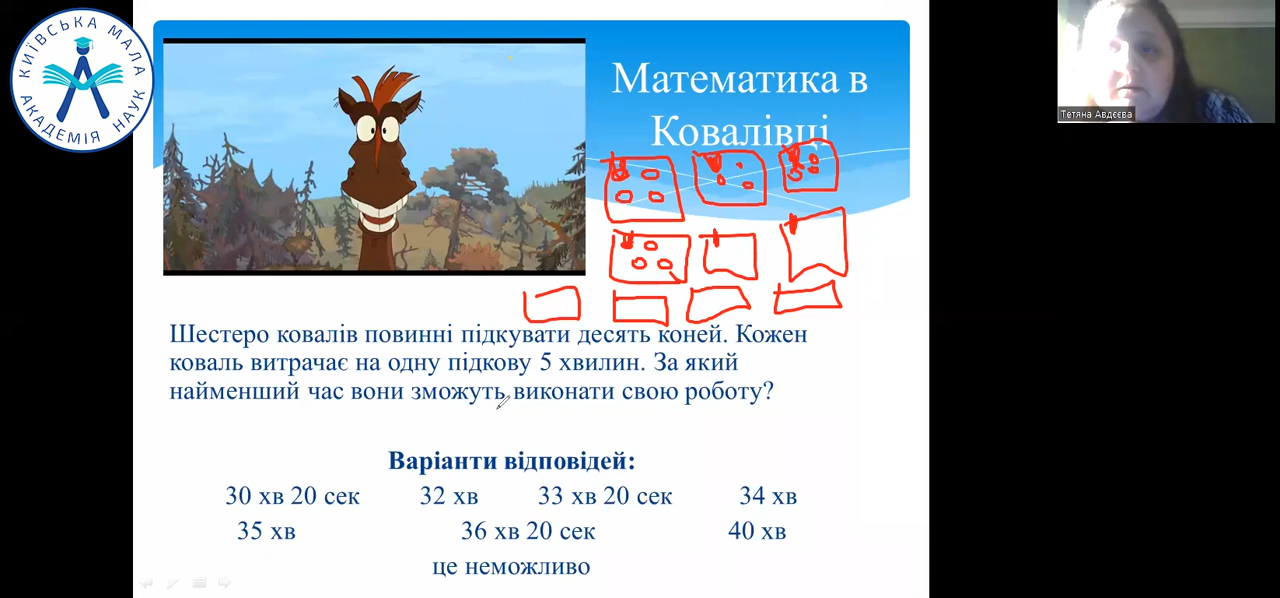 КИЇВСЬКА МАЛА АКАДЕМІЯ НАУК
Математика в
Ковалівці
Тетяна Авдєєва
Шестеро ковалів повинні підкувати десять коней. Кожен
коваль витрачає на одну підкову 5 хвилин. За який
найменший час вони зможуть виконати свою роботу?
Варіанти відповідей:
30 хв 20 сек 32 хв 33 хв 20 сек 34 хв
35 хв 36 хв 20 сек 40 хв
це неможливо